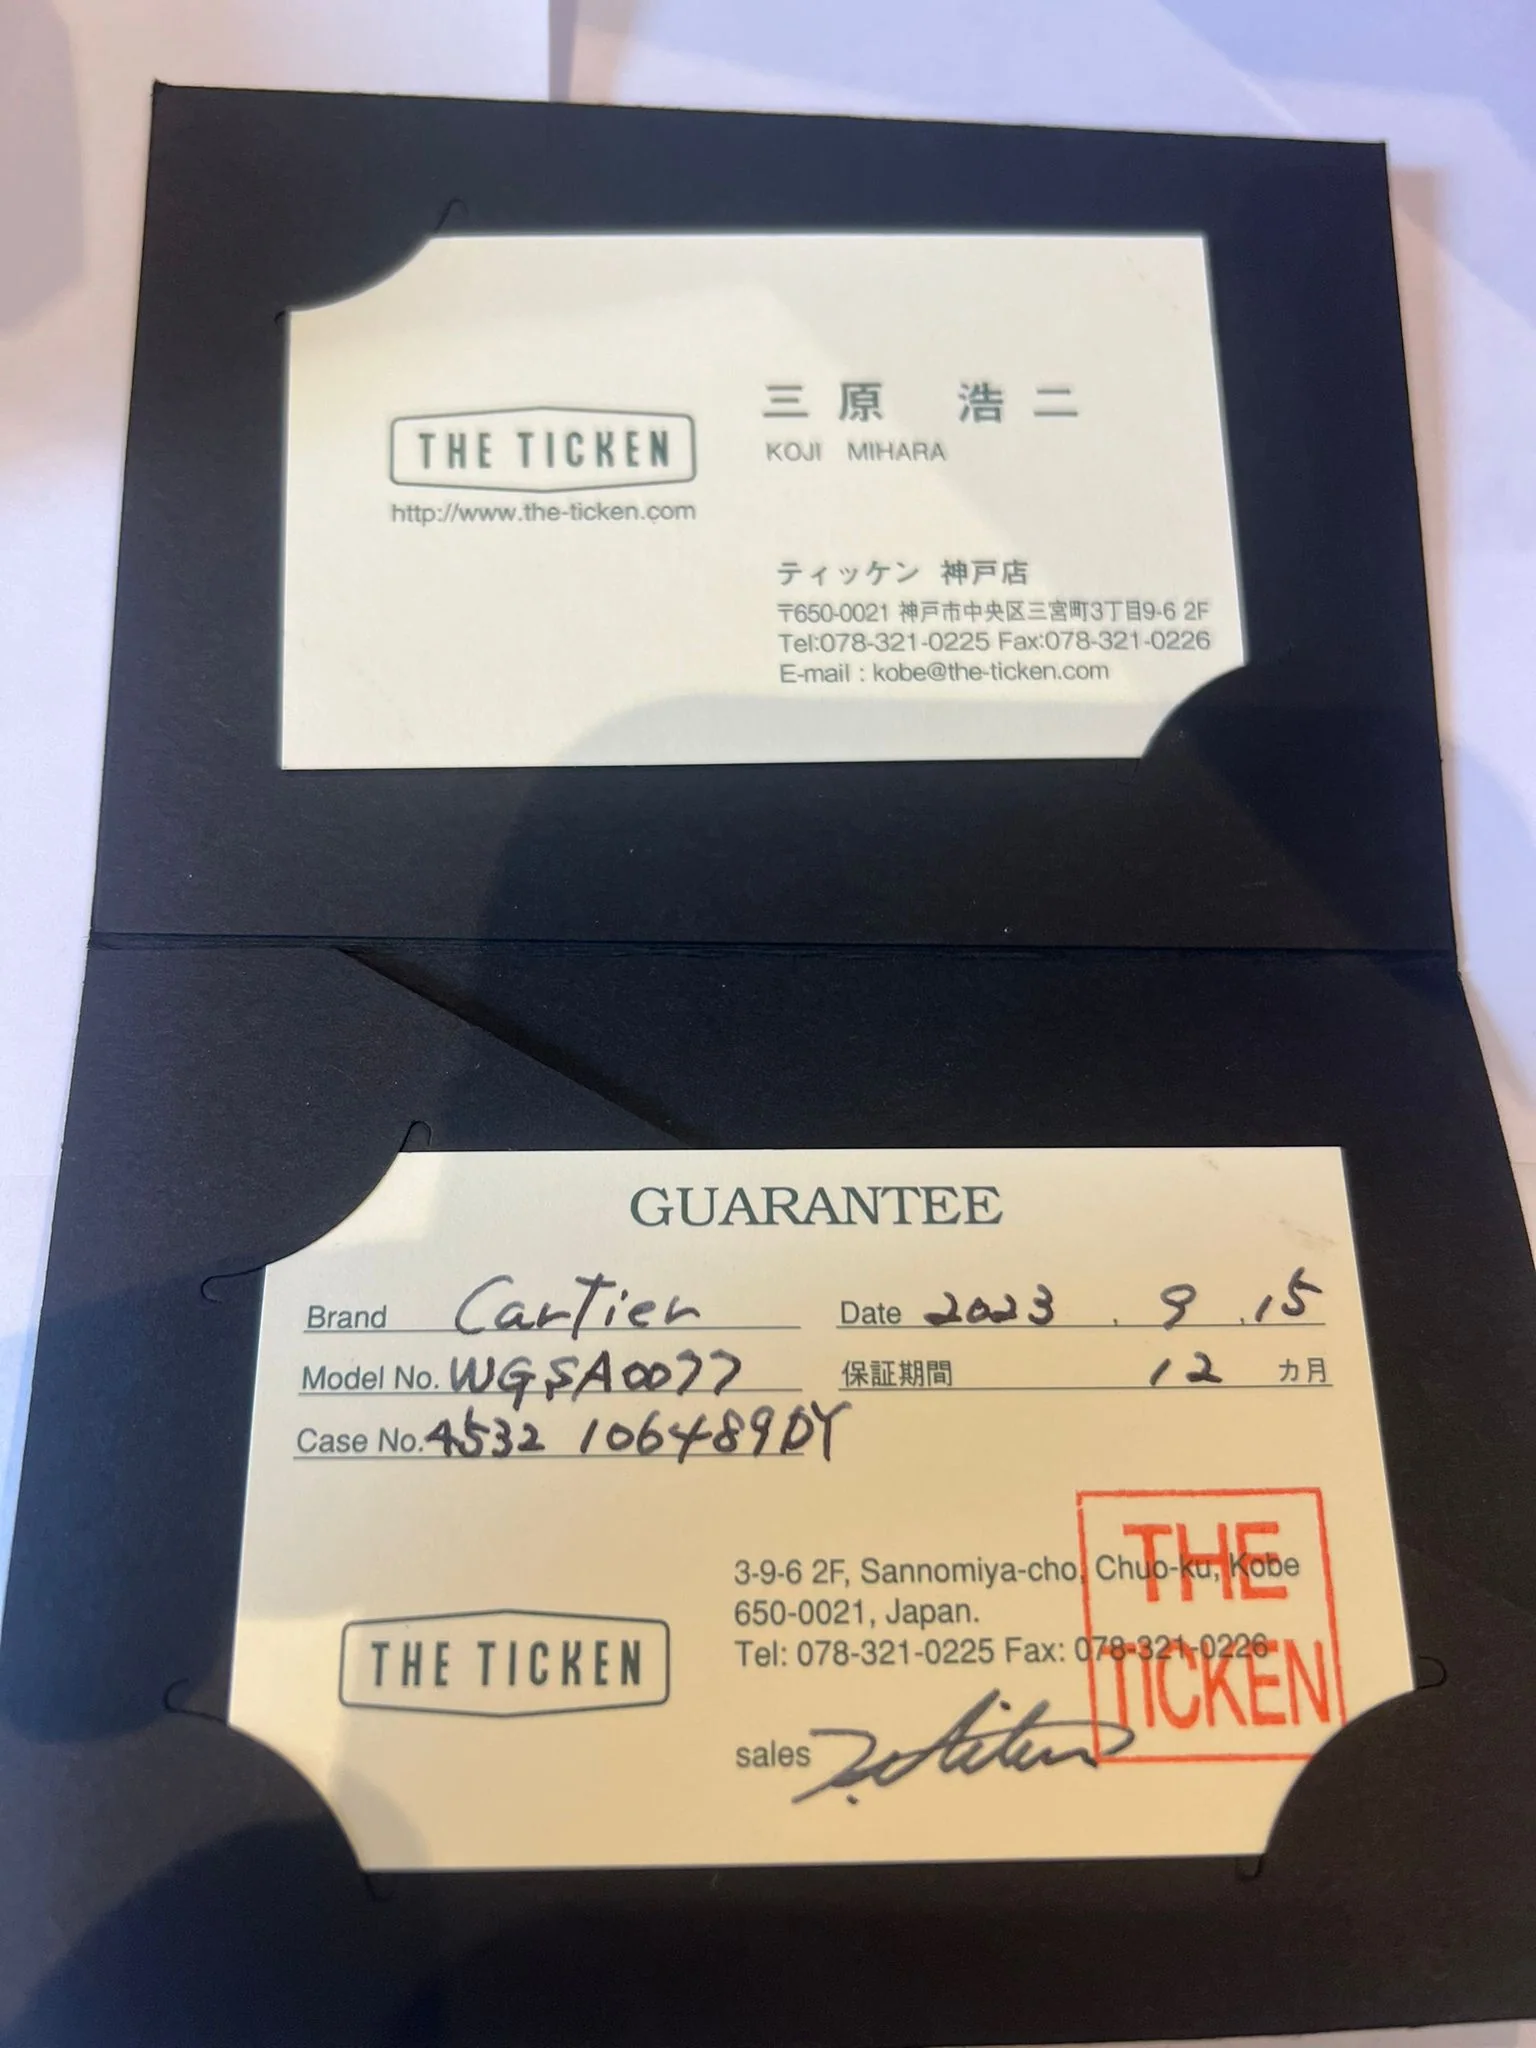 THE TICKEN
http://www.the-ticken.com
三原 浩二
KOJI MIHARA
ティッケン 神戸店
〒650-0021 神戸市中央区三宮町3丁目9-6 2F
Tel:078-321-0225 Fax:078-321-0226
E-mail : kobe@the-ticken.com
GUARANTEE
Brand Cartier Date 2023 . 9 . 15
Model No. WGSA0077 保証期間 12 カ月
Case No. 4532 106489DY
3-9-6 2F, Sannomiya-cho, Chuo-ku, Kobe
650-0021, Japan.
Tel: 078-321-0225 Fax: 078-321-0226
THE TICKEN
sales
THE
TICKEN